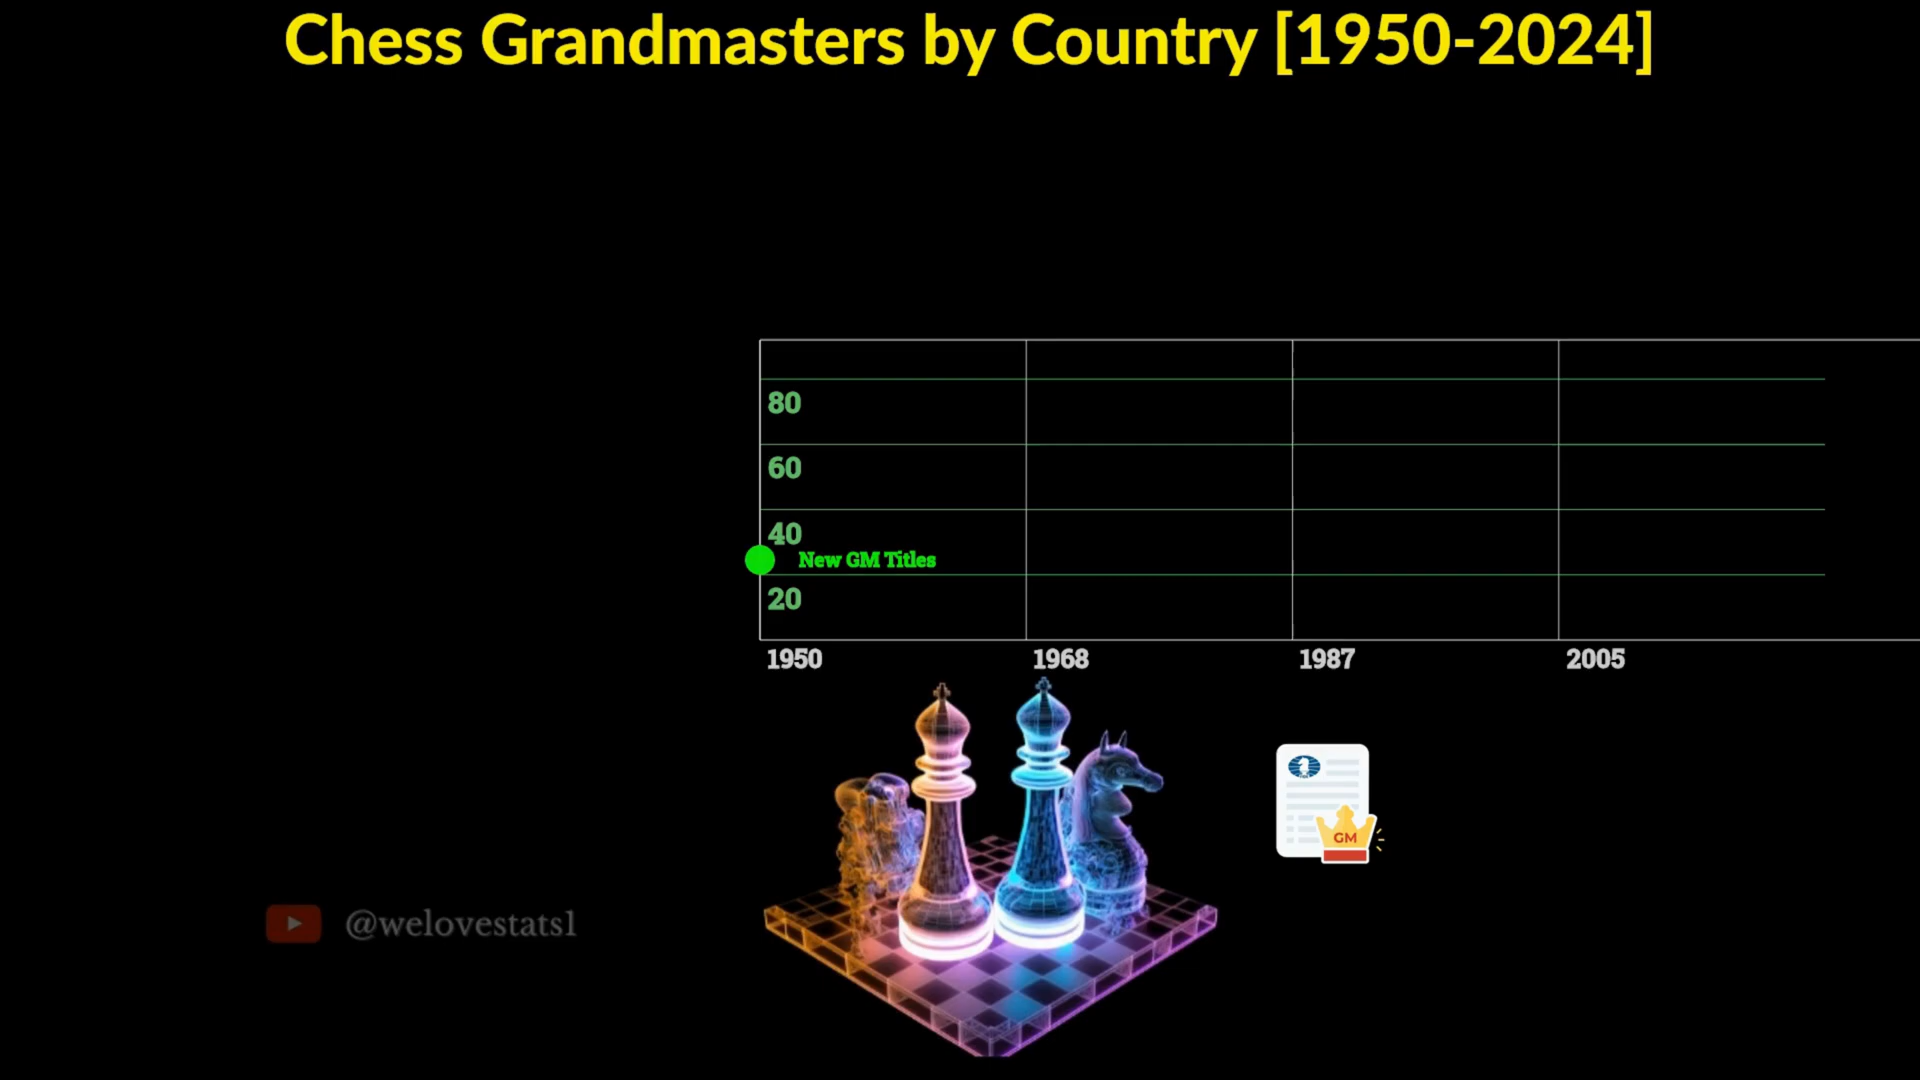 Chess Grandmasters by Country [1950-2024]
80
60
40
New GM Titles
20
1950 1968 1987 2005
GM
@welovestats1